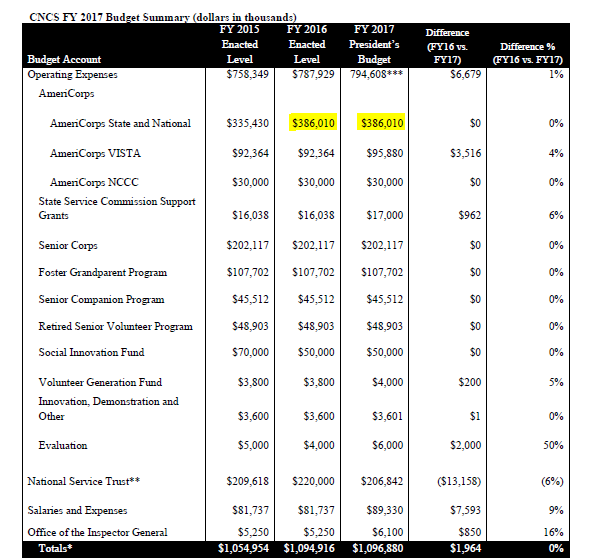 CNCS FY 2017 Budget Summary (dollars in thousands)
Budget Account FY 2015 Enacted Level FY 2016 Enacted Level FY 2017 President's Budget Difference (FY16 vs. FY17) Difference % (FY16 vs. FY17)
Operating Expenses $758,349 $787,929 794,608*** $6,679 1%
AmeriCorps
AmeriCorps State and National $335,430 $386,010 $386,010 $0 0%
AmeriCorps VISTA $92,364 $92,364 $95,880 $3,516 4%
AmeriCorps NCCC $30,000 $30,000 $30,000 $0 0%
State Service Commission Support
Grants $16,038 $16,038 $17,000 $962 6%
Senior Corps $202,117 $202,117 $202,117 $0 0%
Foster Grandparent Program $107,702 $107,702 $107,702 $0 0%
Senior Companion Program $45,512 $45,512 $45,512 $0 0%
Retired Senior Volunteer Program $48,903 $48,903 $48,903 $0 0%
Social Innovation Fund $70,000 $50,000 $50,000 $0 0%
Volunteer Generation Fund $3,800 $3,800 $4,000 $200 5%
Innovation, Demonstration and
Other $3,600 $3,600 $3,601 $1 0%
Evaluation $5,000 $4,000 $6,000 $2,000 50%
National Service Trust** $209,618 $220,000 $206,842 ($13,158) (6%)
Salaries and Expenses $81,737 $81,737 $89,330 $7,593 9%
Office of the Inspector General $5,250 $5,250 $6,100 $850 16%
Totals* $1,054,954 $1,094,916 $1,096,880 $1,964 0%